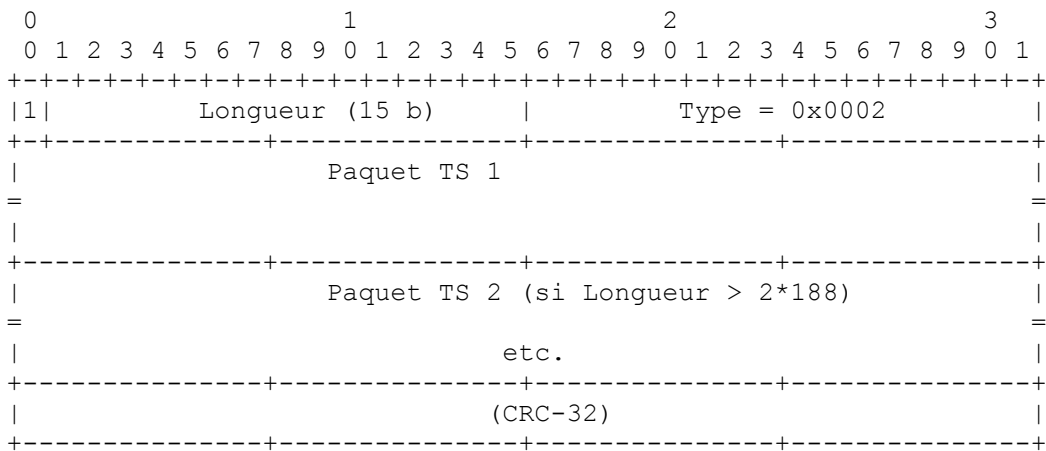 0                   1                   2                   3
 0 1 2 3 4 5 6 7 8 9 0 1 2 3 4 5 6 7 8 9 0 1 2 3 4 5 6 7 8 9 0 1
+-+-+-+-+-+-+-+-+-+-+-+-+-+-+-+-+-+-+-+-+-+-+-+-+-+-+-+-+-+-+-+-+
|1|         Longueur (15 b)     |         Type = 0x0002         |
+-+-------------+---------------+---------------+---------------+
|                   Paquet TS 1                                 |
=                                                               =
|                                                               |
+---------------+---------------+---------------+---------------+
|                   Paquet TS 2 (si Longueur > 2*188)           |
=                                                               =
|                              etc.                             |
+---------------+---------------+---------------+---------------+
|                             (CRC-32)                          |
+---------------+---------------+---------------+---------------+